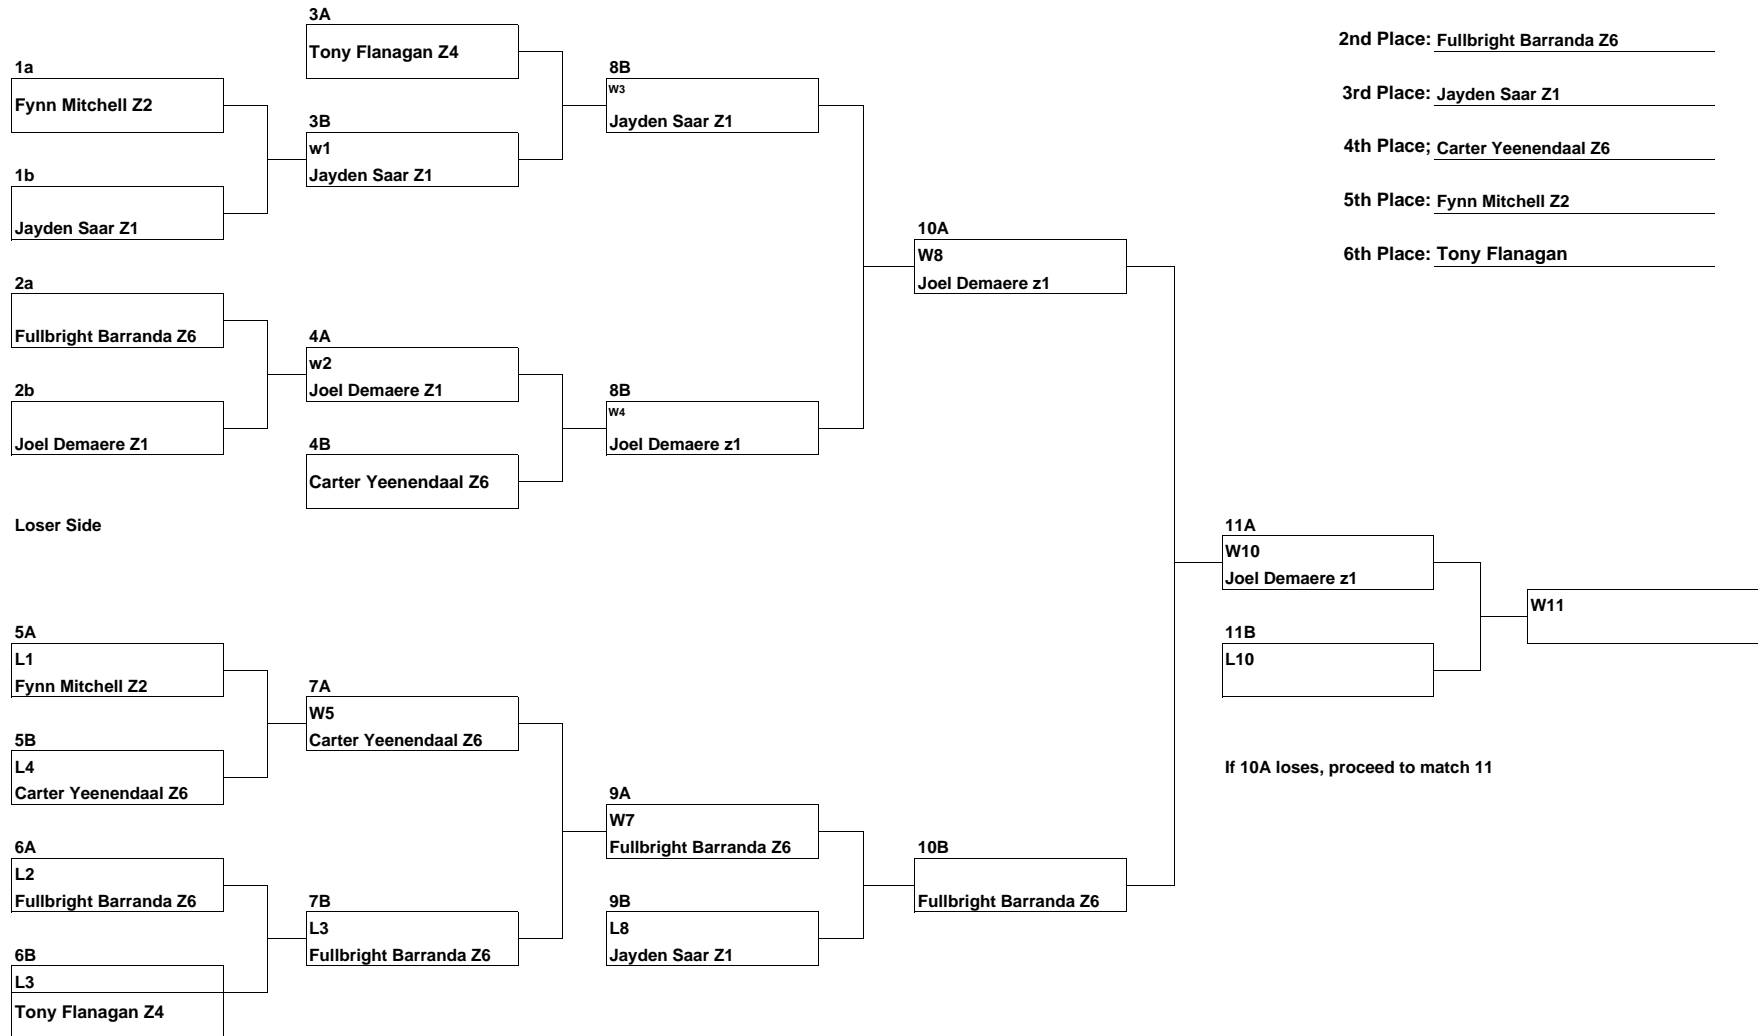 3A
Tony Flanagan Z4
1a
Fynn Mitchell Z2
3B
w1
Jayden Saar Z1
1b
Jayden Saar Z1
8B
W3
Jayden Saar Z1
2a
Fullbright Barranda Z6
4A
w2
Joel Demaere Z1
2b
Joel Demaere Z1
4B
Carter Yeenendaal Z6
8B
W4
Joel Demaere z1
10A
W8
Joel Demaere z1
2nd Place: Fullbright Barranda Z6
3rd Place: Jayden Saar Z1
4th Place; Carter Yeenendaal Z6
5th Place: Fynn Mitchell Z2
6th Place: Tony Flanagan
Loser Side
11A
W10
Joel Demaere z1
W11
11B
L10
If 10A loses, proceed to match 11
5A
L1
Fynn Mitchell Z2
7A
W5
Carter Yeenendaal Z6
5B
L4
Carter Yeenendaal Z6
9A
W7
Fullbright Barranda Z6
6A
L2
Fullbright Barranda Z6
7B
L3
Fullbright Barranda Z6
9B
L8
Jayden Saar Z1
10B
Fullbright Barranda Z6
6B
L3
Tony Flanagan Z4